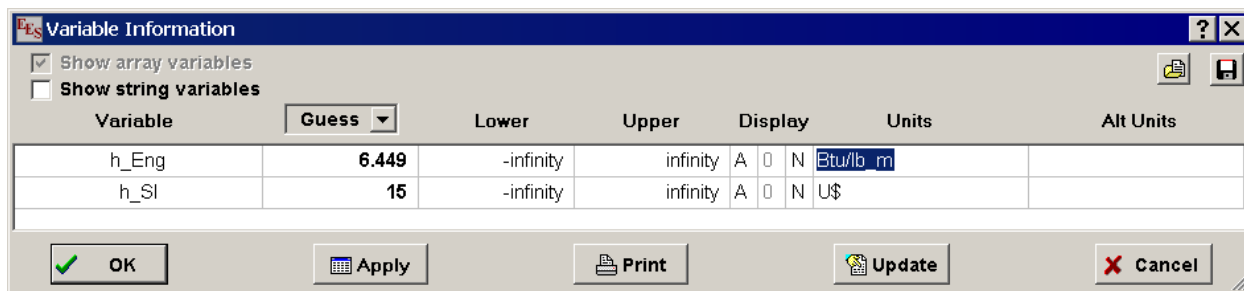 EES Variable Information ? ×
Show array variables
Show string variables
Variable Guess Lower Upper Display Units Alt Units
h_Eng 6.449 -infinity infinity A 0 N Btu/lb_m
h_SI 15 -infinity infinity A 0 N U$
OK Apply Print Update Cancel